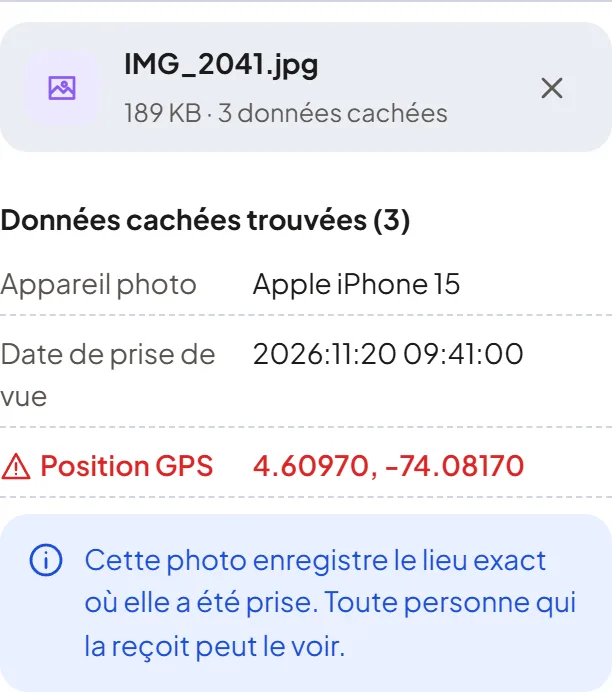 IMG_2041.jpg
189 KB · 3 données cachées
Données cachées trouvées (3)
Appareil photo Apple iPhone 15
Date de prise de vue 2026:11:20 09:41:00
Position GPS 4.60970, -74.08170
Cette photo enregistre le lieu exact
où elle a été prise. Toute personne qui
la reçoit peut le voir.